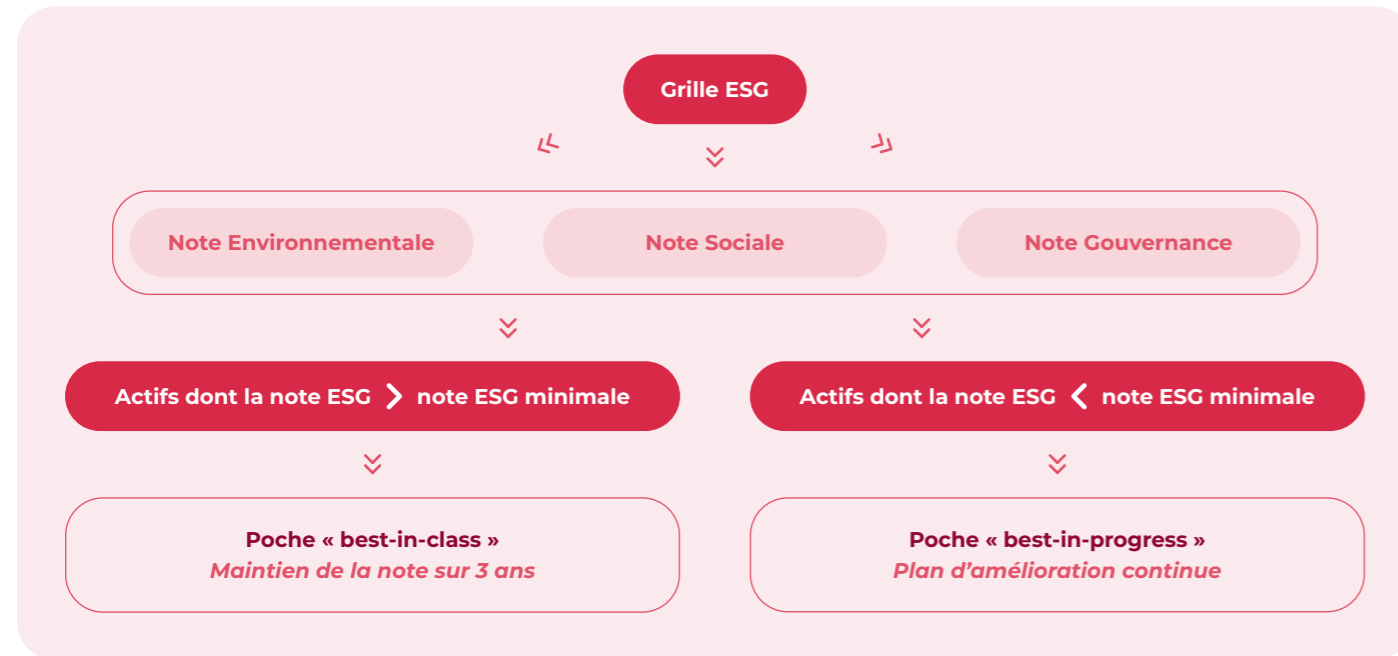 Grille ESG
Note Environnementale
Note Sociale
Note Gouvernance
Actifs dont la note ESG > note ESG minimale
Actifs dont la note ESG < note ESG minimale
Poche « best-in-class »
Maintien de la note sur 3 ans
Poche « best-in-progress »
Plan d’amélioration continue